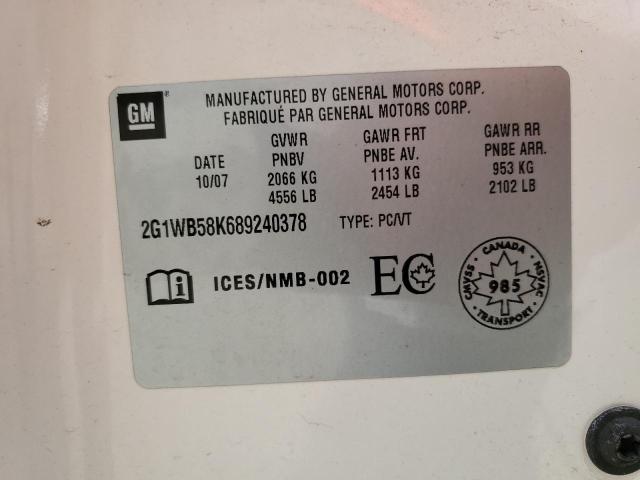 GM
MANUFACTURED BY GENERAL MOTORS CORP.
FABRIQUÉ PAR GENERAL MOTORS CORP.
DATE GVWR PNBV GAWR FRT PNBE AV. GAWR RR PNBE ARR.
10/07 2066 KG 1113 KG 953 KG
4556 LB 2454 LB 2102 LB
2G1WB58K689240378 TYPE: PC/VT
i ICES/NMB-002 EC
CANADA
CMVSS 985 NSVAC
TRANSPORT